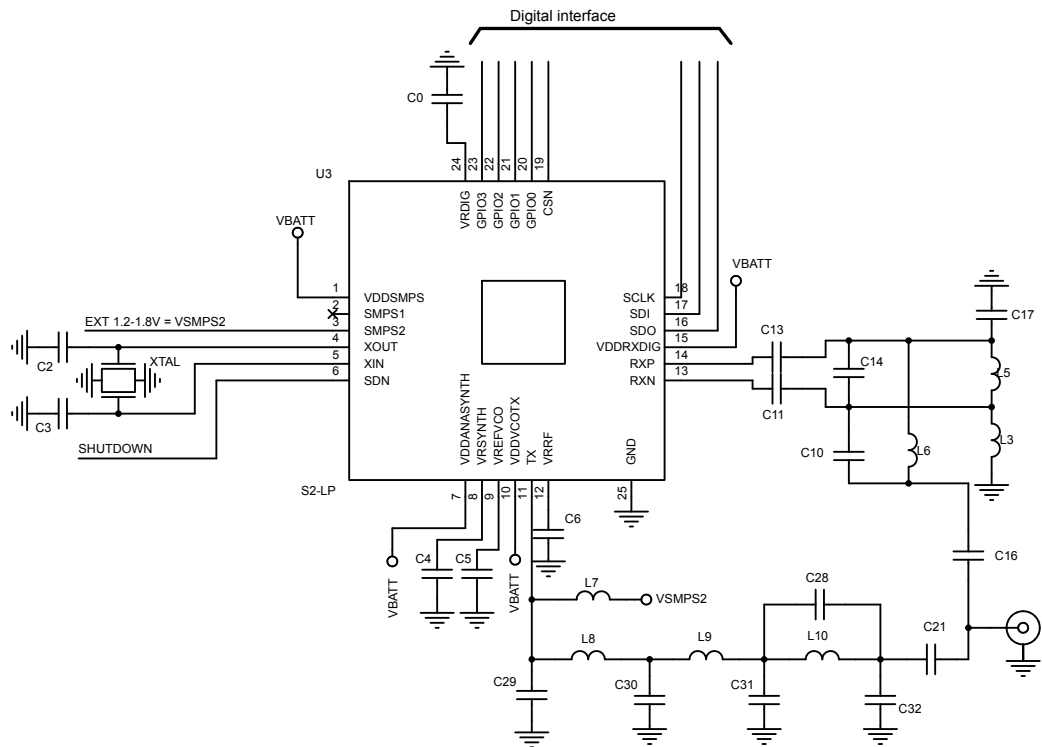 Digital interface
C0
24
23
22
21
20
19
U3
VRDIG
GPIO3
GPIO2
GPIO1
GPIO0
CSN
VBATT
VBATT
1
VDDSMPS
SCLK
18
2
SMPS1
SDI
17
C17
EXT 1.2-1.8V = VSMPS2
3
SMPS2
SDO
16
4
XOUT
VDDRXDIG
15
C13
C2
XTAL
5
XIN
RXP
14
C14
L5
6
SDN
RXN
13
C3
C11
SHUTDOWN
VDDANASYNTH
VRSYNTH
VREFVCO
VDDVCOTX
TX
VRRF
GND
C10
L6
L3
S2-LP
7
8
9
10
11
12
25
C6
C4
C5
C16
VBATT
VBATT
L7
VSMPS2
C28
C21
L8
L9
L10
C29
C30
C31
C32